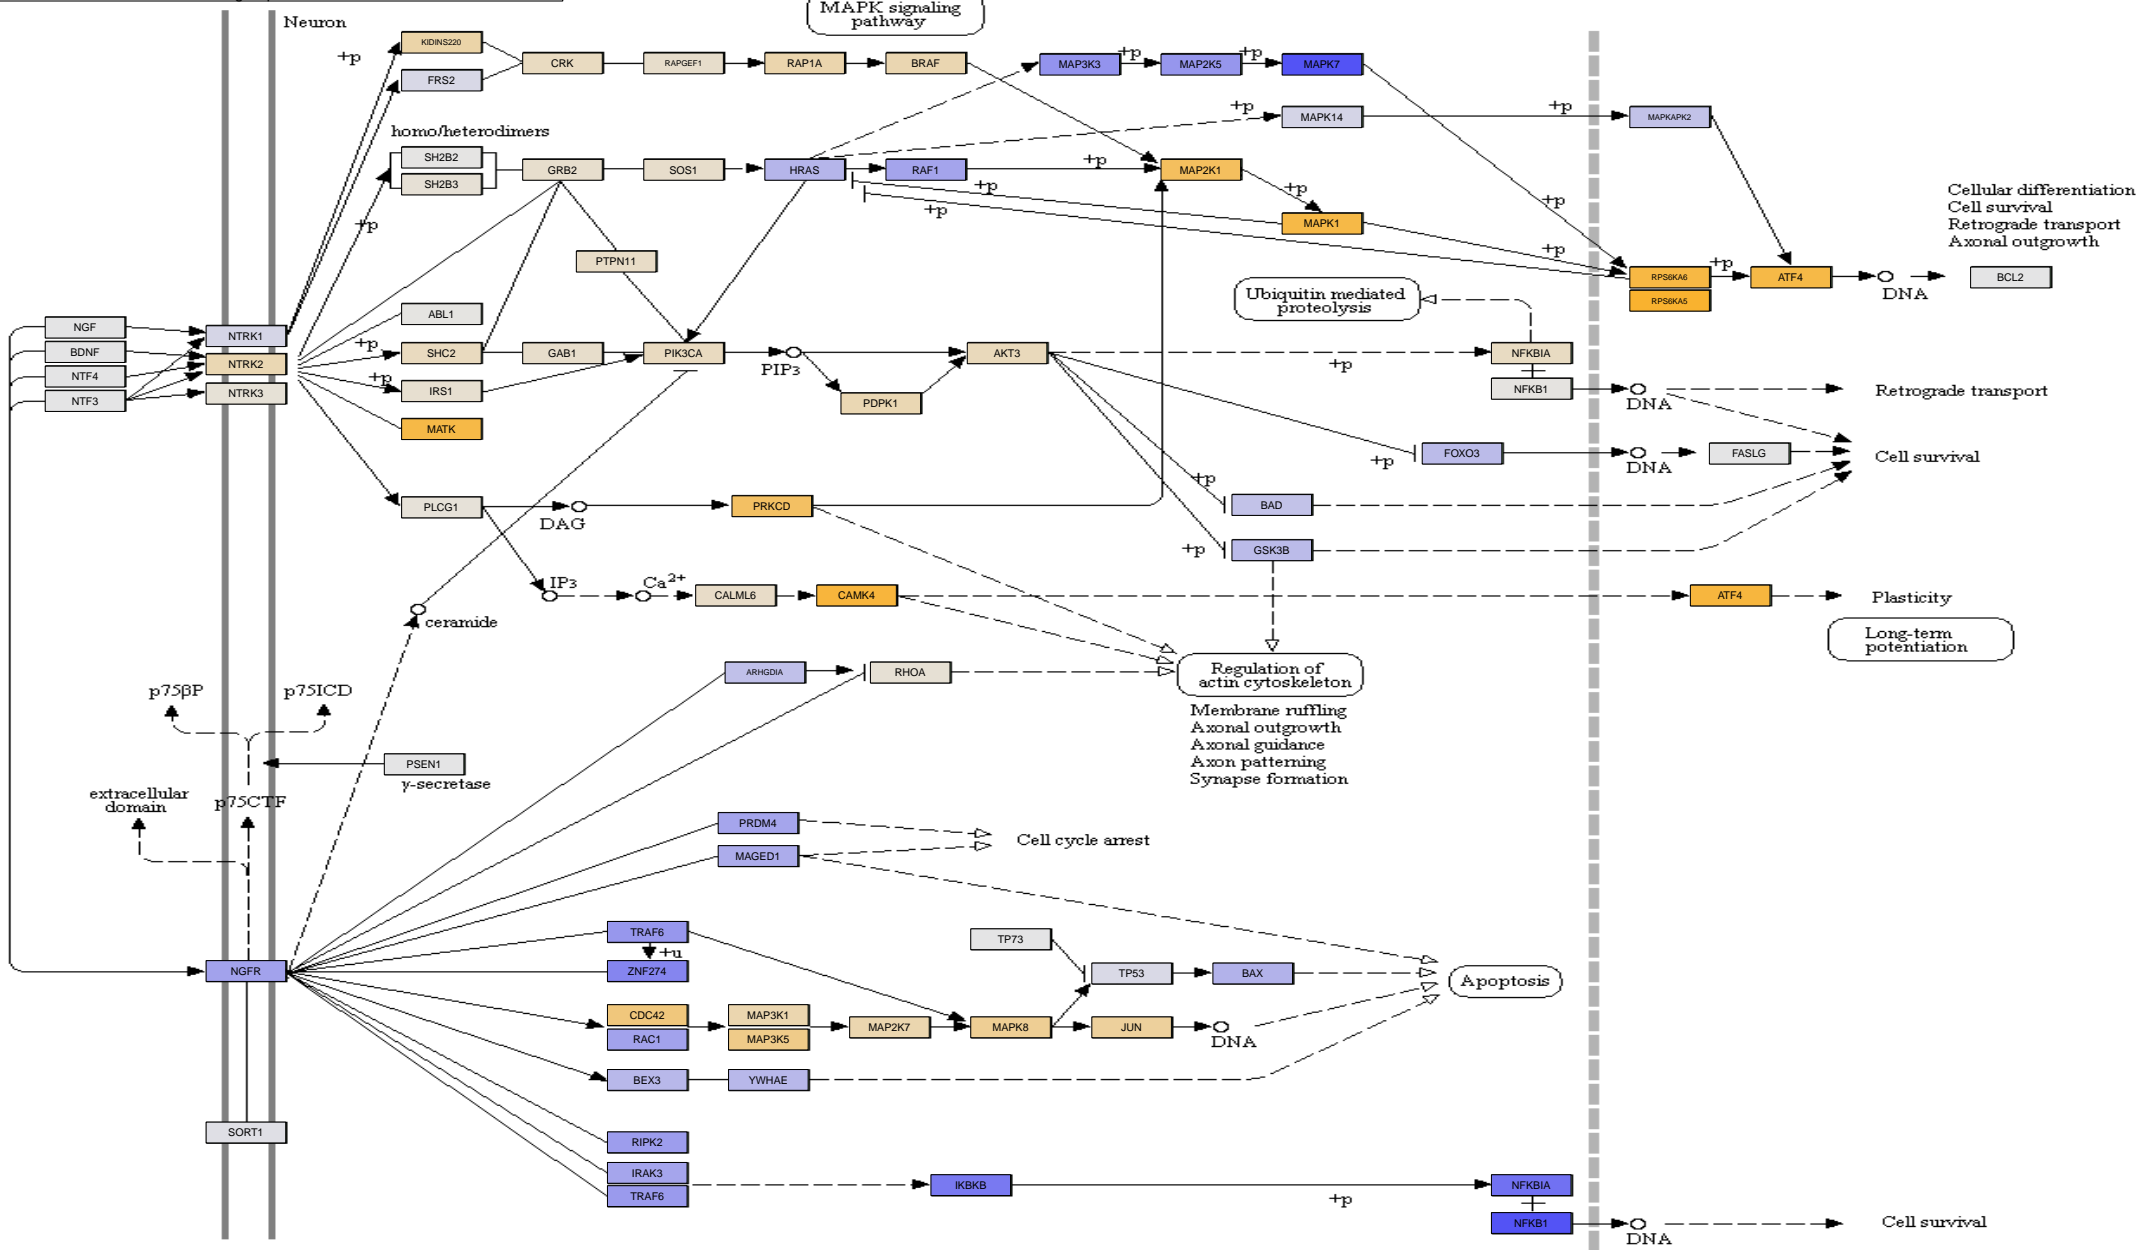 MAPK signaling
pathway
Neuron
+p
KIDINS220
FRS2
CRK
RAPGEF1
RAP1A
BRAF
MAP3K3
+p
MAP2K5
+p
MAPK7
+p
MAPK14
+p
MAPKAPK2
homo/heterodimers
SH2B2
SH2B3
GRB2
SOS1
HRAS
RAF1
+p
MAP2K1
+p
+p
+p
+p
MAPK1
+p
+p
+p
RPS6KA6
RPS6KA5
+p
ATF4
DNA
BCL2
Cellular differentiation
Cell survival
Retrograde transport
Axonal outgrowth
PTPN11
Ubiquitin mediated
proteolysis
NGF
BDNF
NTF4
NTF3
NTRK1
NTRK2
NTRK3
ABL1
+p
SHC2
GAB1
PIK3CA
PIP3
AKT3
+p
NFKBIA
+p
IRS1
PDPK1
NFKB1
DNA
Retrograde transport
MATK
+p
FOXO3
DNA
FASLG
Cell survival
PLCG1
DAG
PRKCD
+p
BAD
+p
GSK3B
IP3
Ca2+
CALML6
CAMK4
ATF4
Plasticity
ceramide
Long-term
potentiation
ARHGDIA
RHOA
Regulation of
actin cytoskeleton
Membrane ruffling
Axonal outgrowth
Axonal guidance
Axon patterning
Synapse formation
p75βP
p75ICD
PSEN1
γ-secretase
extracellular
domain
p75CTF
PRDM4
MAGED1
Cell cycle arrest
TRAF6
+u
ZNF274
NGFR
TP73
TP53
BAX
Apoptosis
CDC42
RAC1
MAP3K1
MAP3K5
MAP2K7
MAPK8
JUN
DNA
BEX3
YWHAE
SORT1
RIPK2
IRAK3
TRAF6
IKBKB
+p
NFKBIA
NFKB1
DNA
Cell survival